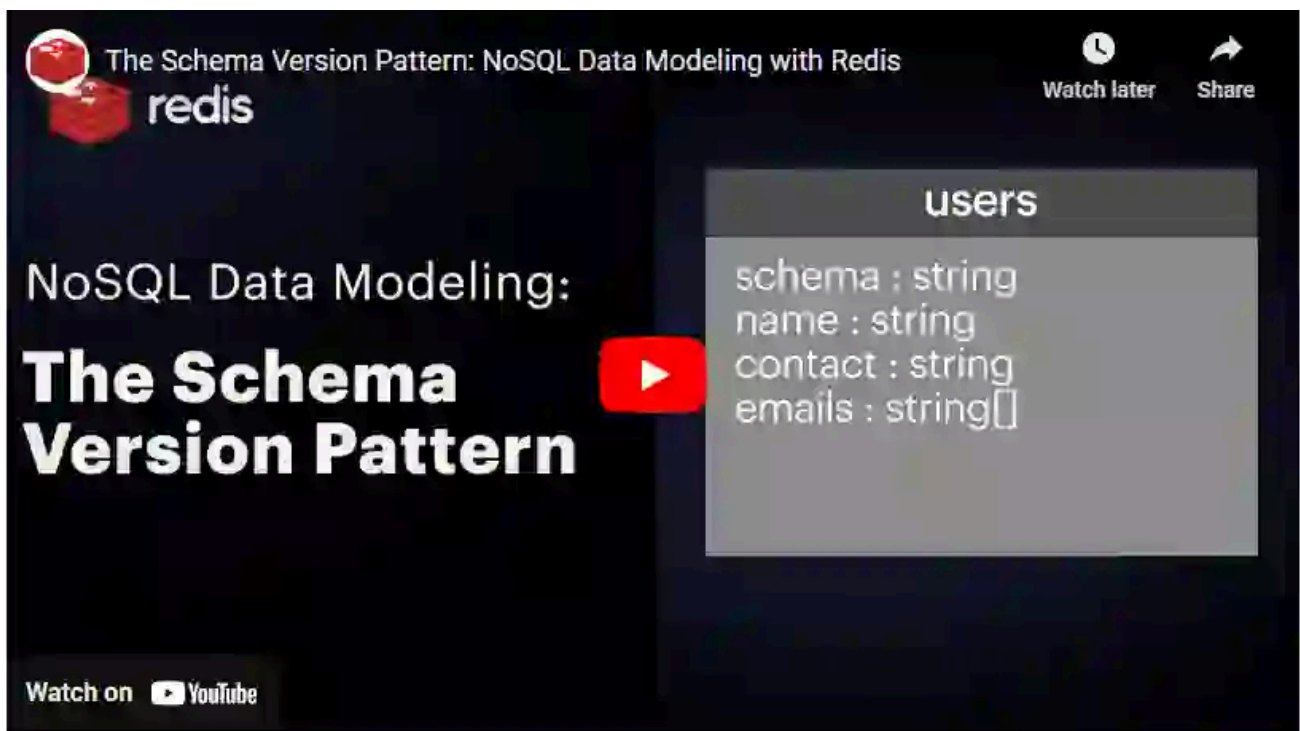 The Schema Version Pattern: NoSQL Data Modeling with Redis
Watch later
Share
redis
NoSQL Data Modeling:
The Schema
Version Pattern
users
schema : string
name : string
contact : string
emails : string[]
Watch on YouTube